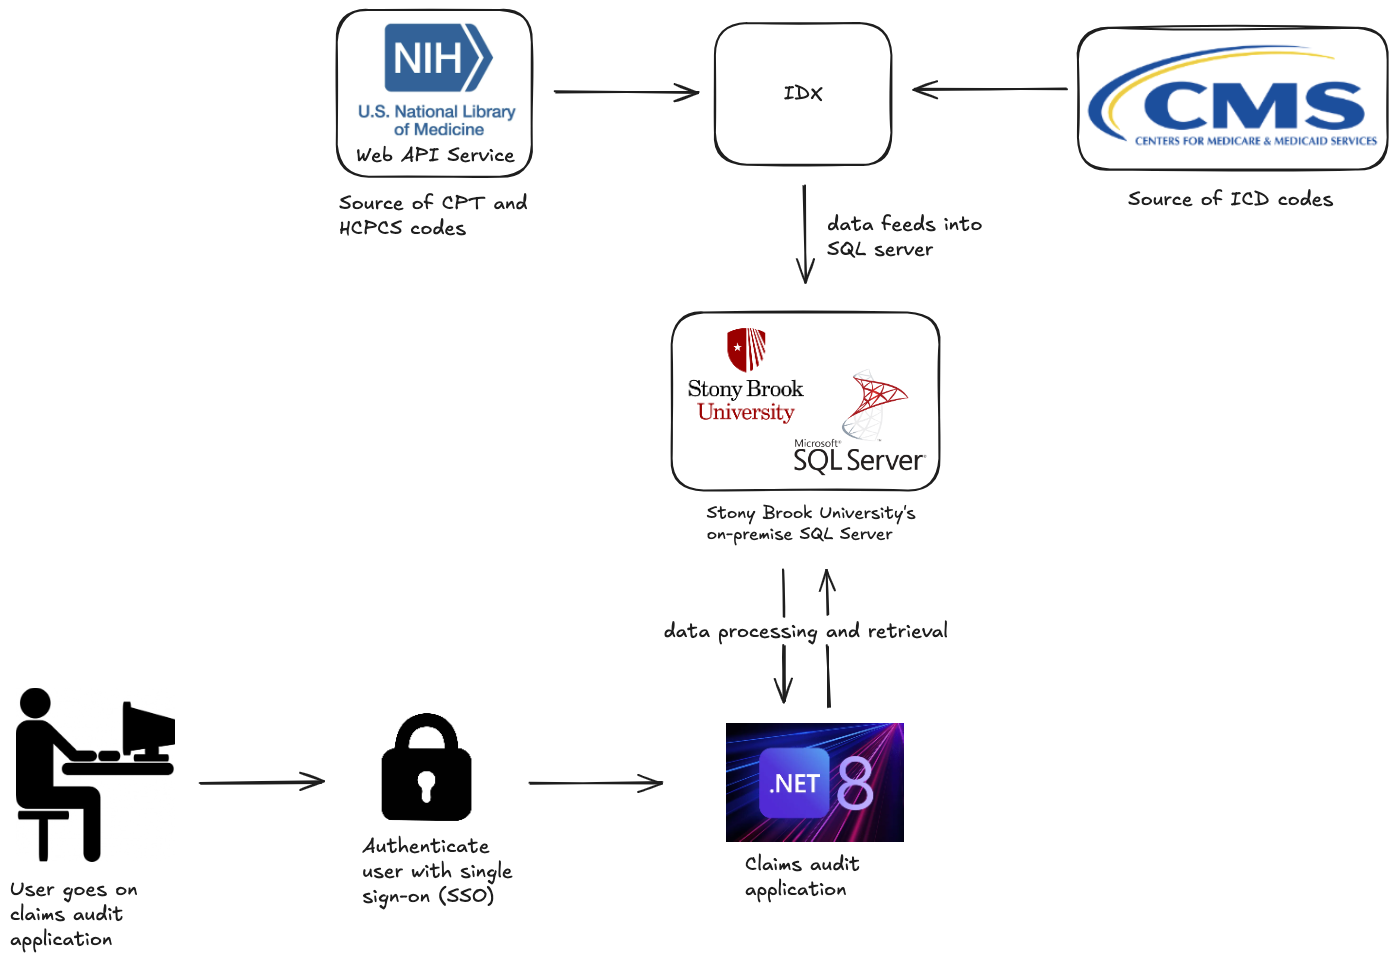 NIH
U.S. National Library
of Medicine
Web API Service
Source of CPT and
HCPCS codes
IDX
CMS
CENTERS FOR MEDICARE & MEDICAID SERVICES
Source of ICD codes
data feeds into
SQL server
Stony Brook
University
Microsoft®
SQL Server®
Stony Brook University's
on-premise SQL Server
data processing and retrieval
.NET 8
User goes on
claims audit
application
Authenticate
user with single
sign-on (SSO)
Claims audit
application